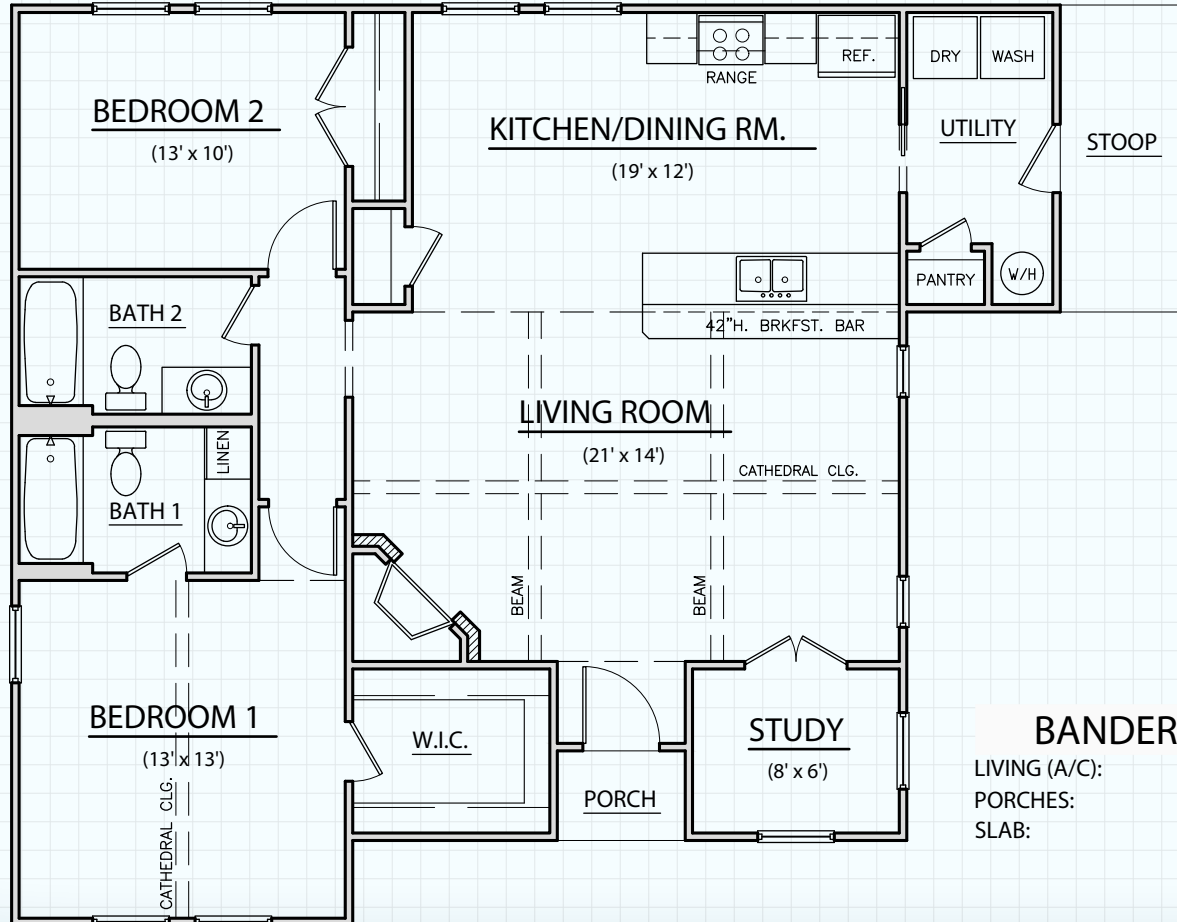 BEDROOM 2
(13' x 10')
KITCHEN/DINING RM.
(19' x 12')
RANGE
REF.
DRY
WASH
UTILITY
STOOP
PANTRY
W/H
BATH 2
42"H. BRKFST. BAR
LIVING ROOM
(21' x 14')
CATHEDRAL CLG.
LINEN
BATH 1
BEAM
BEAM
BEDROOM 1
(13' x 13')
CATHEDRAL CLG.
W.I.C.
PORCH
STUDY
(8' x 6')
BANDER
LIVING (A/C):
PORCHES:
SLAB: